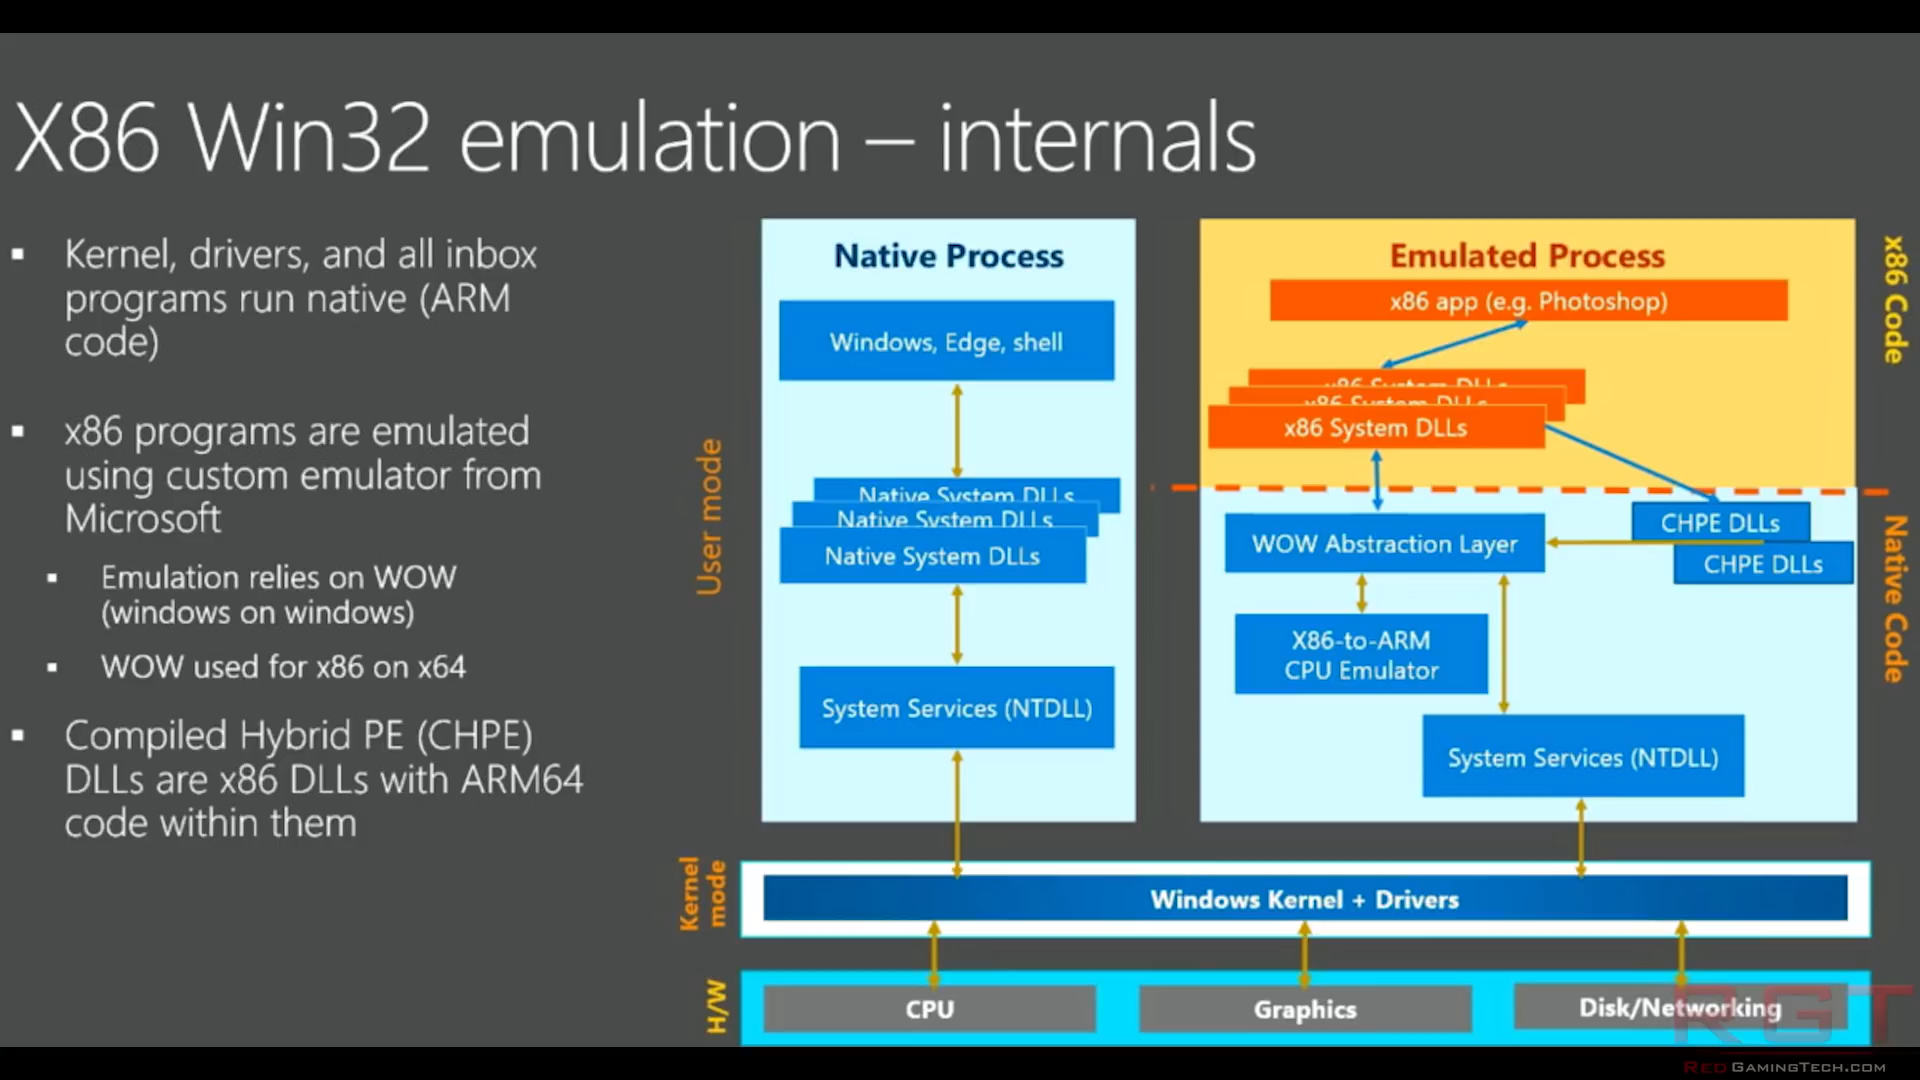 X86 Win32 emulation – internals
Kernel, drivers, and all inbox
programs run native (ARM
code)
x86 programs are emulated
using custom emulator from
Microsoft
Emulation relies on WOW
(windows on windows)
WOW used for x86 on x64
Compiled Hybrid PE (CHPE)
DLLs are x86 DLLs with ARM64
code within them
User mode
Native Process
Windows, Edge, shell
Native System DLLs
Native System DLLs
Native System DLLs
System Services (NTDLL)
Emulated Process
x86 app (e.g. Photoshop)
x86 System DLLs
x86 System DLLs
x86 System DLLs
x86 Code
CHPE DLLs
CHPE DLLs
WOW Abstraction Layer
X86-to-ARM
CPU Emulator
System Services (NTDLL)
Native Code
Kernel
mode
Windows Kernel + Drivers
H/W
CPU
Graphics
Disk/Networking
RGT
REDGAMINGTECH.COM